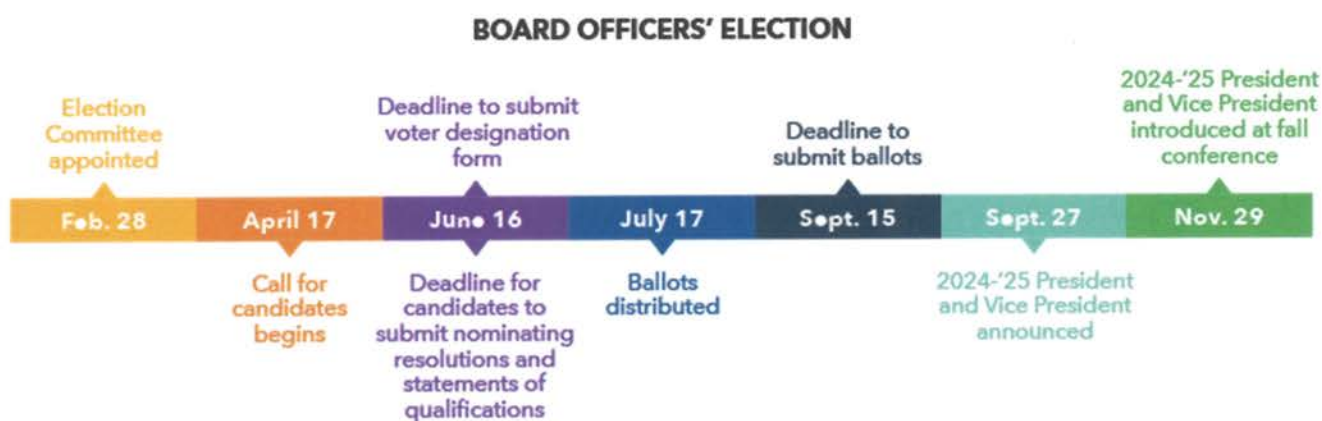 BOARD OFFICERS' ELECTION
Election
Committee
appointed
Deadline to submit
voter designation
form
Deadline to
submit ballots
2024-'25 President
and Vice President
introduced at fall
conference
Feb. 28
April 17
June 16
July 17
Sept. 15
Sept. 27
Nov. 29
Call for
candidates
begins
Deadline for
candidates to
submit nominating
resolutions and
statements of
qualifications
Ballots
distributed
2024-'25 President
and Vice President
announced